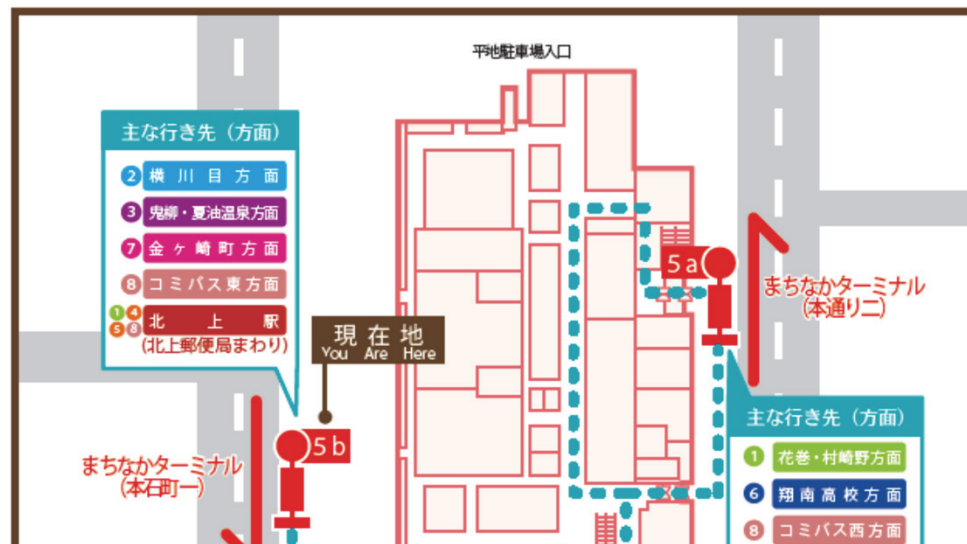 平地駐車場入口
主な行き先（方面）
2 横川目方面
3 鬼柳・夏油温泉方面
7 金ヶ崎町方面
8 コミバス東方面
1 4 5 8 北上駅
(北上郵便局まわり)
現在地
You Are Here
5b
まちなかターミナル
(本石町一)
5a
まちなかターミナル
(本通り二)
主な行き先（方面）
1 花巻・村崎野方面
6 翔南高校方面
8 コミバス西方面